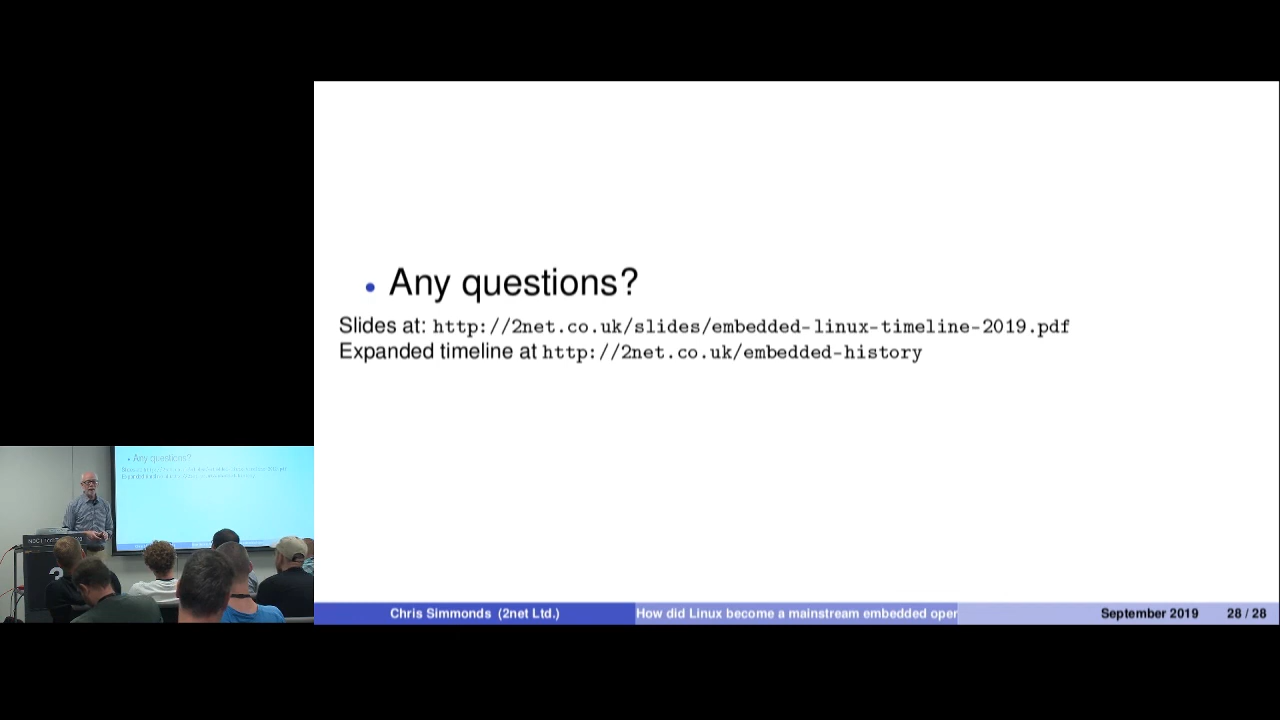 • Any questions?
Slides at: http://2net.co.uk/slides/embedded-linux-timeline-2019.pdf
Expanded timeline at http://2net.co.uk/embedded-history
Chris Simmonds (2net Ltd.) How did Linux become a mainstream embedded oper September 2019 28 / 28
• Any questions?